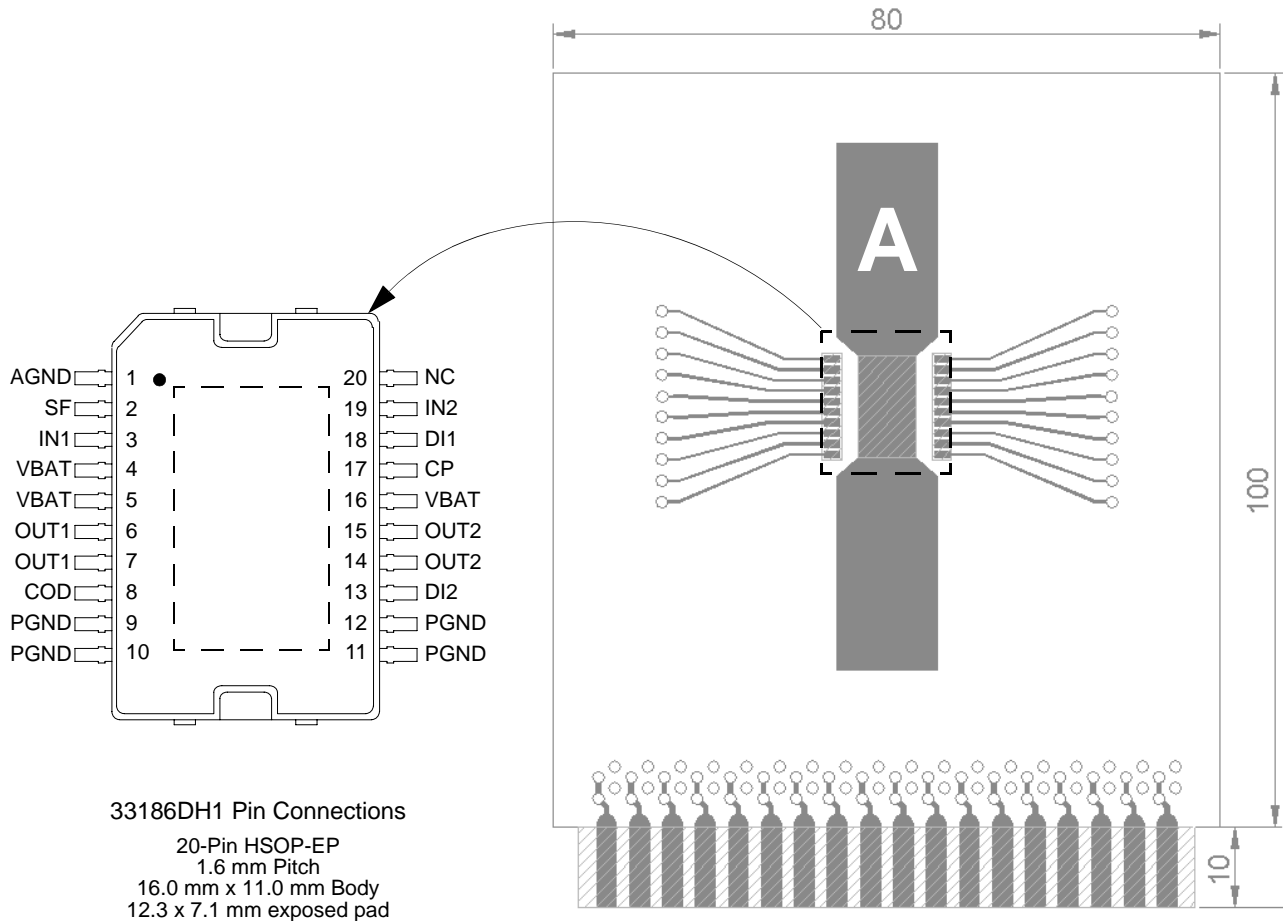 80
A
AGND 1 20 NC
SF 2 19 IN2
IN1 3 18 DI1
VBAT 4 17 CP
VBAT 5 16 VBAT
OUT1 6 15 OUT2
OUT1 7 14 OUT2
COD 8 13 DI2
PGND 9 12 PGND
PGND 10 11 PGND
100
10
33186DH1 Pin Connections
20-Pin HSOP-EP
1.6 mm Pitch
16.0 mm x 11.0 mm Body
12.3 x 7.1 mm exposed pad